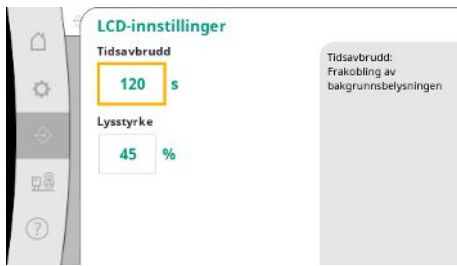 LCD-innstillinger
Tidsavbrudd
120 s
Lysstyrke
45 %
Tidsavbrudd:
Frakobling av
bakgrunnsbelysningen
?